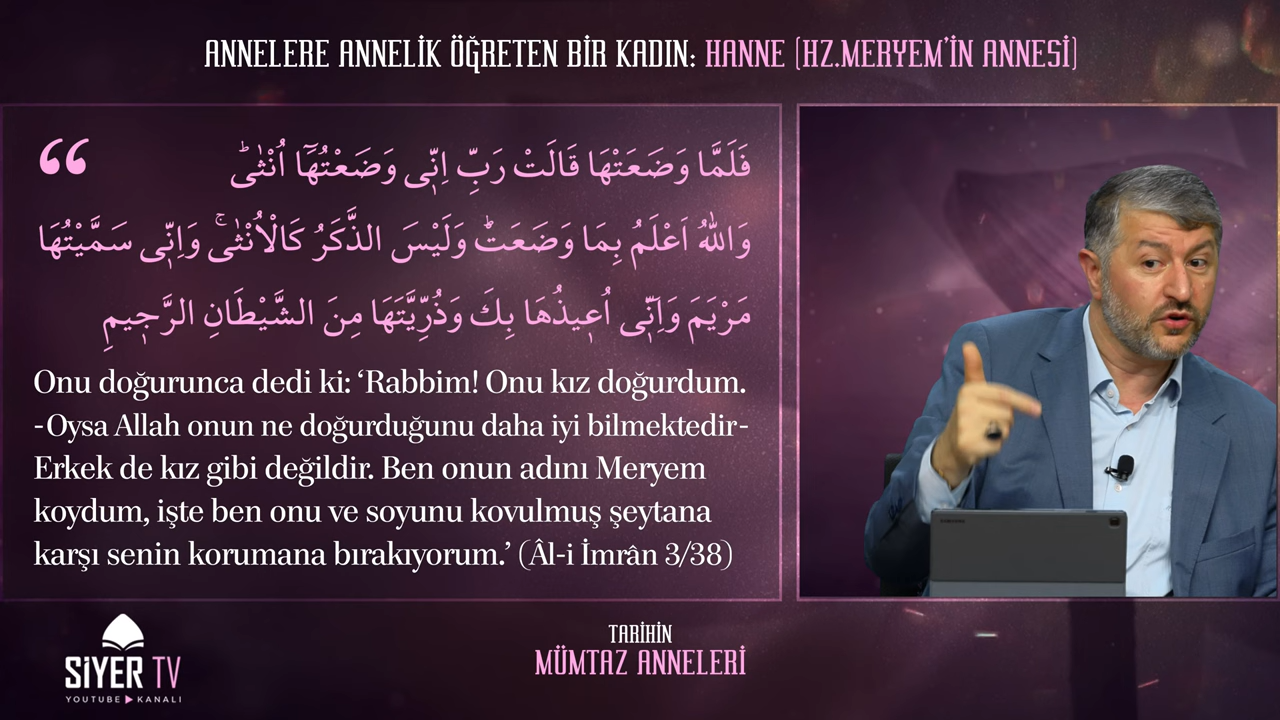 ANNELERE ANNELİK ÖĞRETEN BİR KADIN: HANNE (HZ.MERYEM'İN ANNESİ)
فَلَمَّا وَضَعَتْهَا قَالَتْ رَبِّ اِنّ۪ى وَضَعْتُهَٓا اُنْثٰىۜ
وَاللّٰهُ اَعْلَمُ بِمَا وَضَعَتْۜ وَلَيْسَ الذَّكَرُ كَالْاُنْثٰىۚ وَاِنّ۪ى سَمَّيْتُهَا
مَرْيَمَ وَاِنّ۪ٓى اُع۪يذُهَا بِكَ وَذُرِّيَّتَهَا مِنَ الشَّيْطَانِ الرَّج۪يمِ
Onu doğurunca dedi ki: ‘Rabbim! Onu kız doğurdum.
-Oysa Allah onun ne doğurduğunu daha iyi bilmektedir-
Erkek de kız gibi değildir. Ben onun adını Meryem
koydum, işte ben onu ve soyunu kovulmuş şeytana
karşı senin korumana bırakıyorum.’ (Âl-i İmrân 3/38)
SAMSUNG
SİYER TV
YOUTUBE KANALI
TARİHİN
MÜMTAZ ANNELERİ